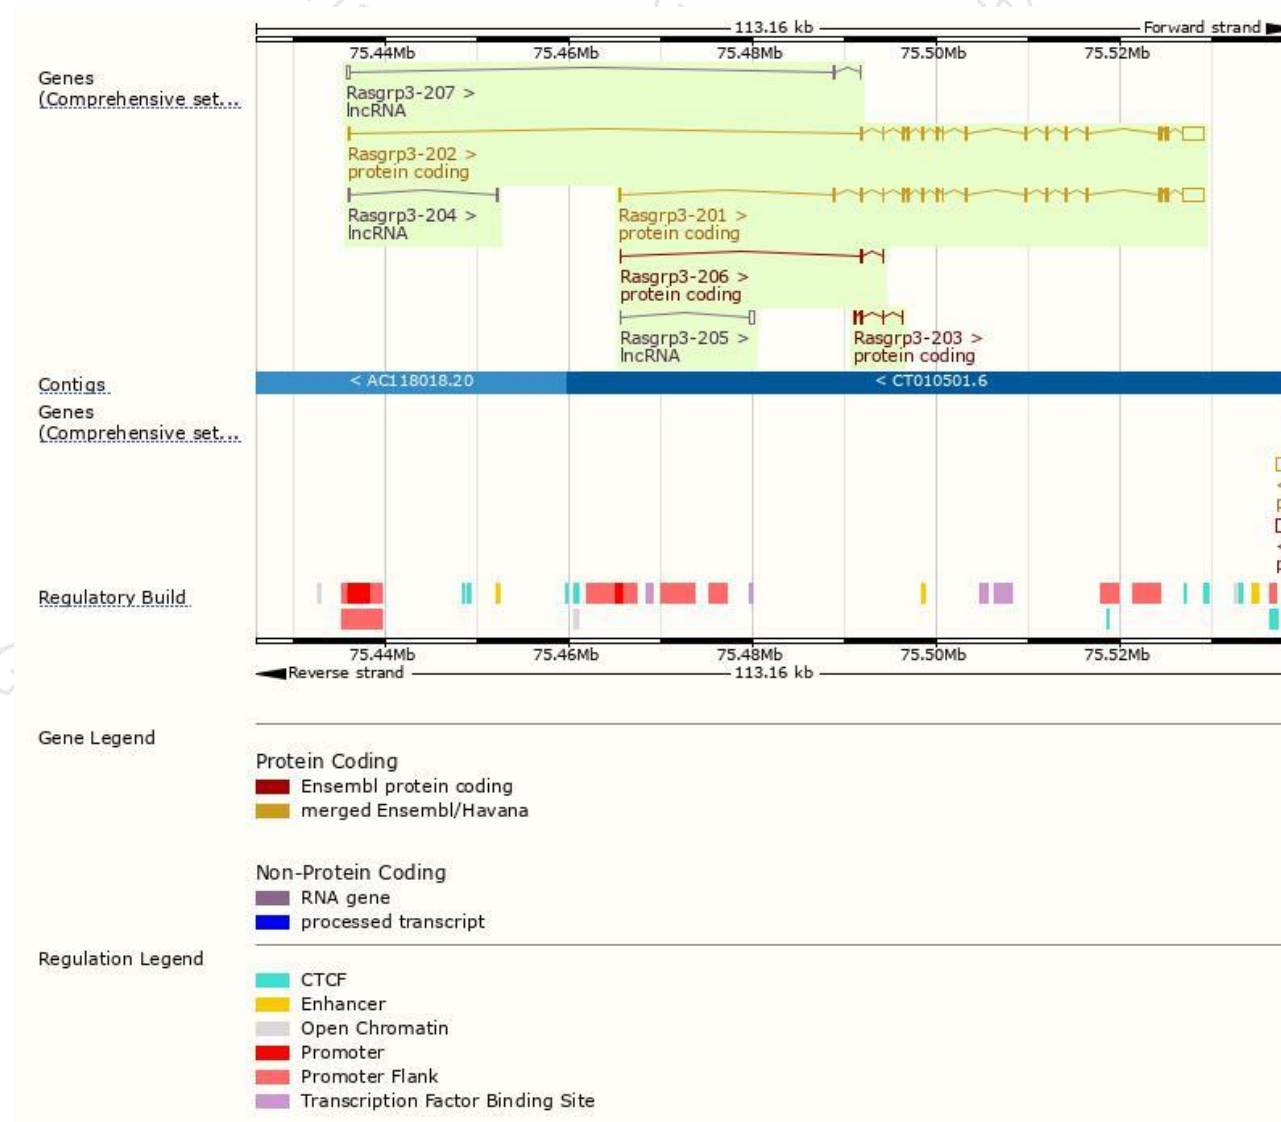 113.16 kb Forward strand
75.44Mb 75.46Mb 75.48Mb 75.50Mb 75.52Mb
Genes
(Comprehensive set...
Rasgrp3-207 >
lncRNA
Rasgrp3-202 >
protein coding
Rasgrp3-204 > Rasgrp3-201 >
lncRNA protein coding
Rasgrp3-206 >
protein coding
Rasgrp3-205 > Rasgrp3-203 >
lncRNA protein coding
Contigs < AC118018.20 < CT010501.6
Genes
(Comprehensive set...
Regulatory Build
75.44Mb 75.46Mb 75.48Mb 75.50Mb 75.52Mb
Reverse strand 113.16 kb
Gene Legend
Protein Coding
Ensembl protein coding
merged Ensembl/Havana
Non-Protein Coding
RNA gene
processed transcript
Regulation Legend
CTCF
Enhancer
Open Chromatin
Promoter
Promoter Flank
Transcription Factor Binding Site